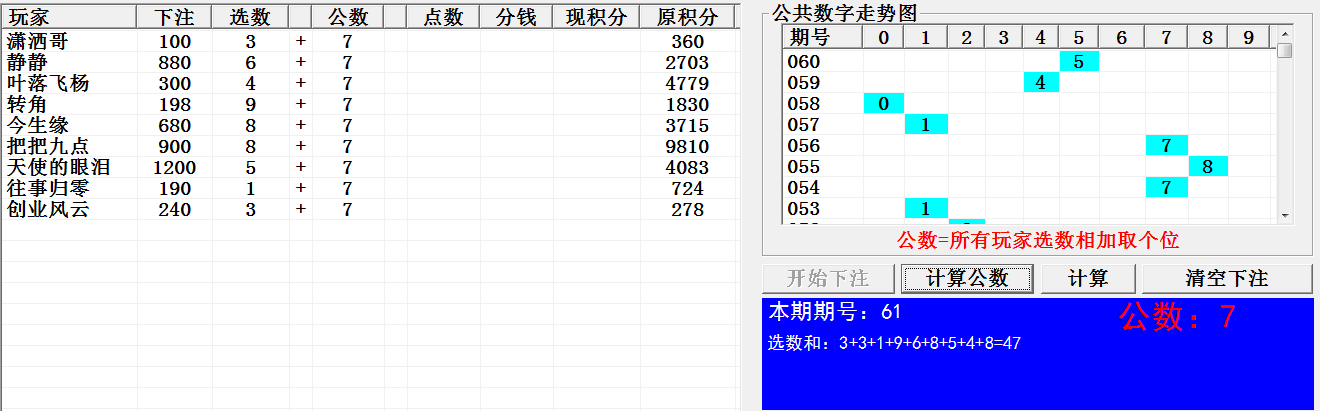 玩家 下注 选数 公数 点数 分钱 现积分 原积分
潇洒哥 100 3 + 7 360
静静 880 6 + 7 2703
叶落飞杨 300 4 + 7 4779
转角 198 9 + 7 1830
今生缘 680 8 + 7 3715
把把九点 900 8 + 7 9810
天使的眼泪 1200 5 + 7 4083
往事归零 190 1 + 7 724
创业风云 240 3 + 7 278
公共数字走势图
期号 0 1 2 3 4 5 6 7 8 9
060 5
059 4
058 0
057 1
056 7
055 8
054 7
053 1
公数=所有玩家选数相加取个位
开始下注 计算公数 计算 清空下注
本期期号：61 公数：7
选数和：3+3+1+9+6+8+5+4+8=47